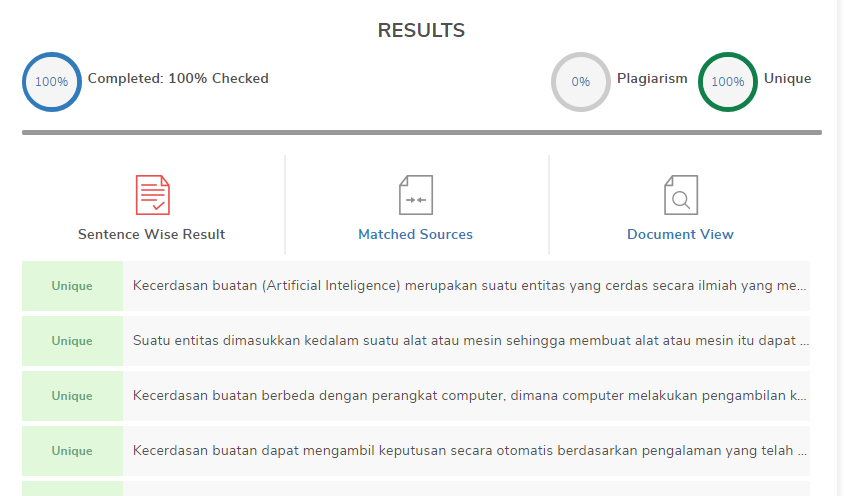 RESULTS
100% Completed: 100% Checked
0% Plagiarism 100% Unique
Sentence Wise Result
Matched Sources
Document View
Unique Kecerdasan buatan (Artificial Inteligence) merupakan suatu entitas yang cerdas secara ilmiah yang me...
Unique Suatu entitas dimasukkan kedalam suatu alat atau mesin sehingga membuat alat atau mesin itu dapat ...
Unique Kecerdasan buatan berbeda dengan perangkat computer, dimana computer melakukan pengambilan k...
Unique Kecerdasan buatan dapat mengambil keputusan secara otomatis berdasarkan pengalaman yang telah ...